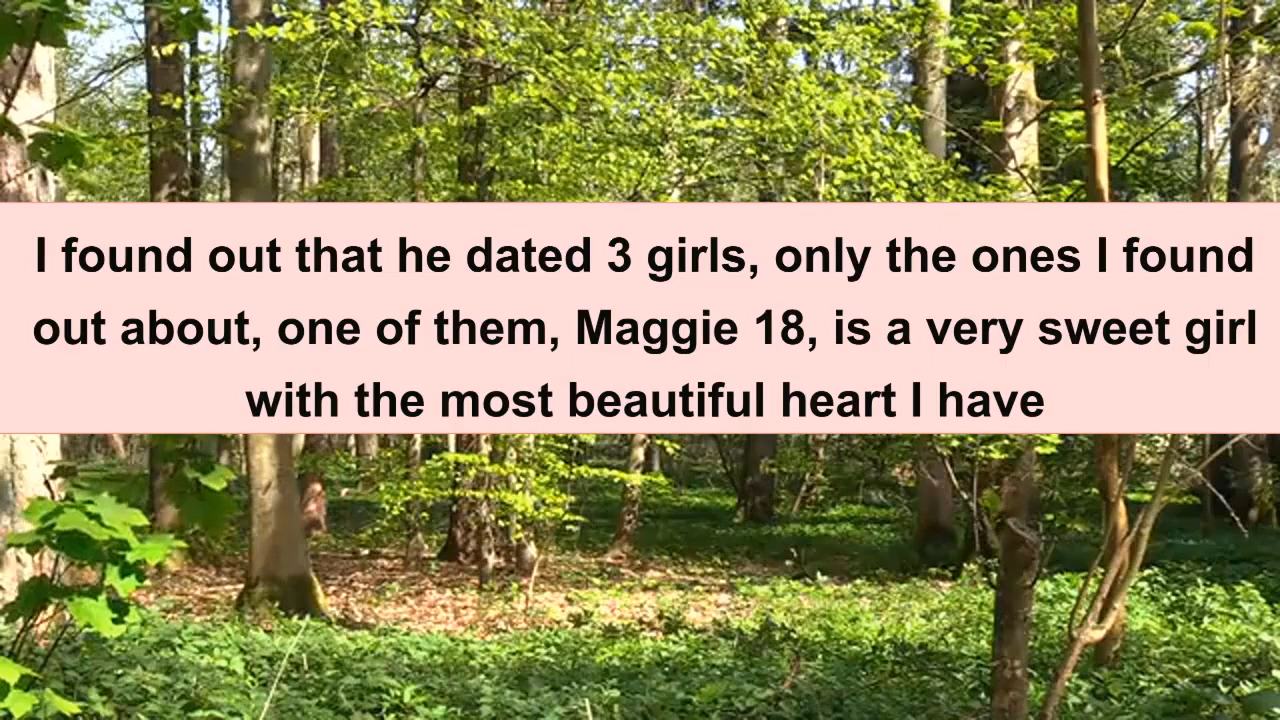 I found out that he dated 3 girls, only the ones I found
out about, one of them, Maggie 18, is a very sweet girl
with the most beautiful heart I have